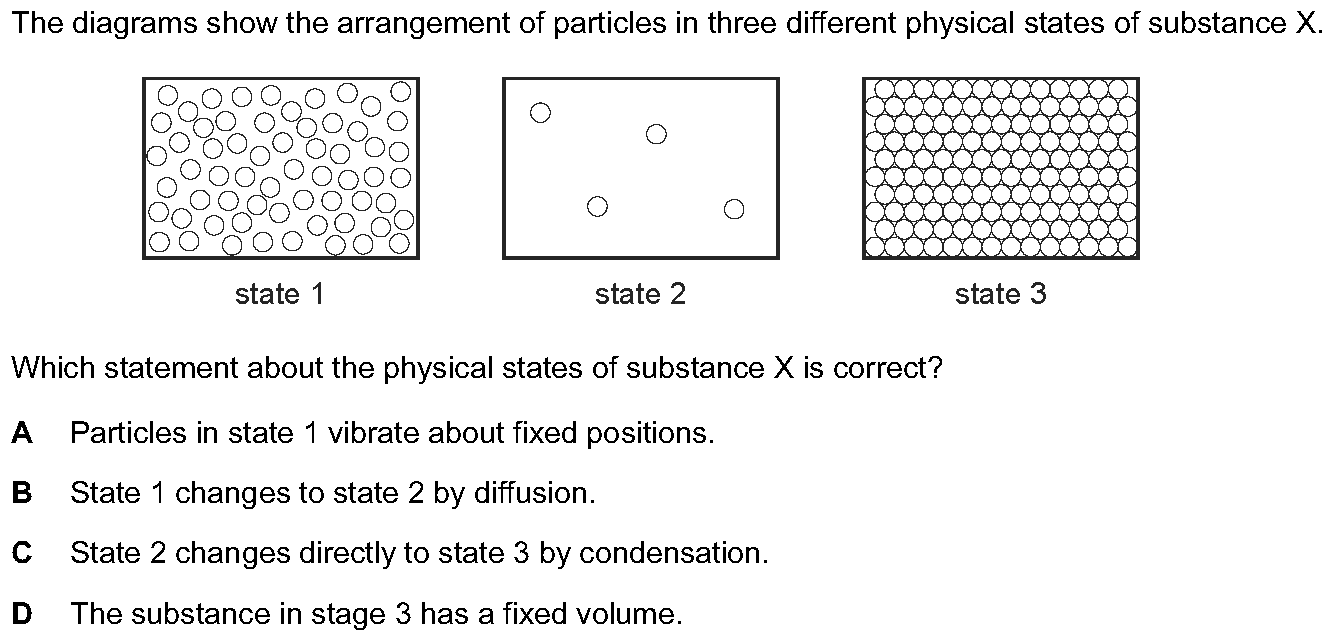 The diagrams show the arrangement of particles in three different physical states of substance X.
state 1 state 2 state 3
Which statement about the physical states of substance X is correct?
A Particles in state 1 vibrate about fixed positions.
B State 1 changes to state 2 by diffusion.
C State 2 changes directly to state 3 by condensation.
D The substance in stage 3 has a fixed volume.